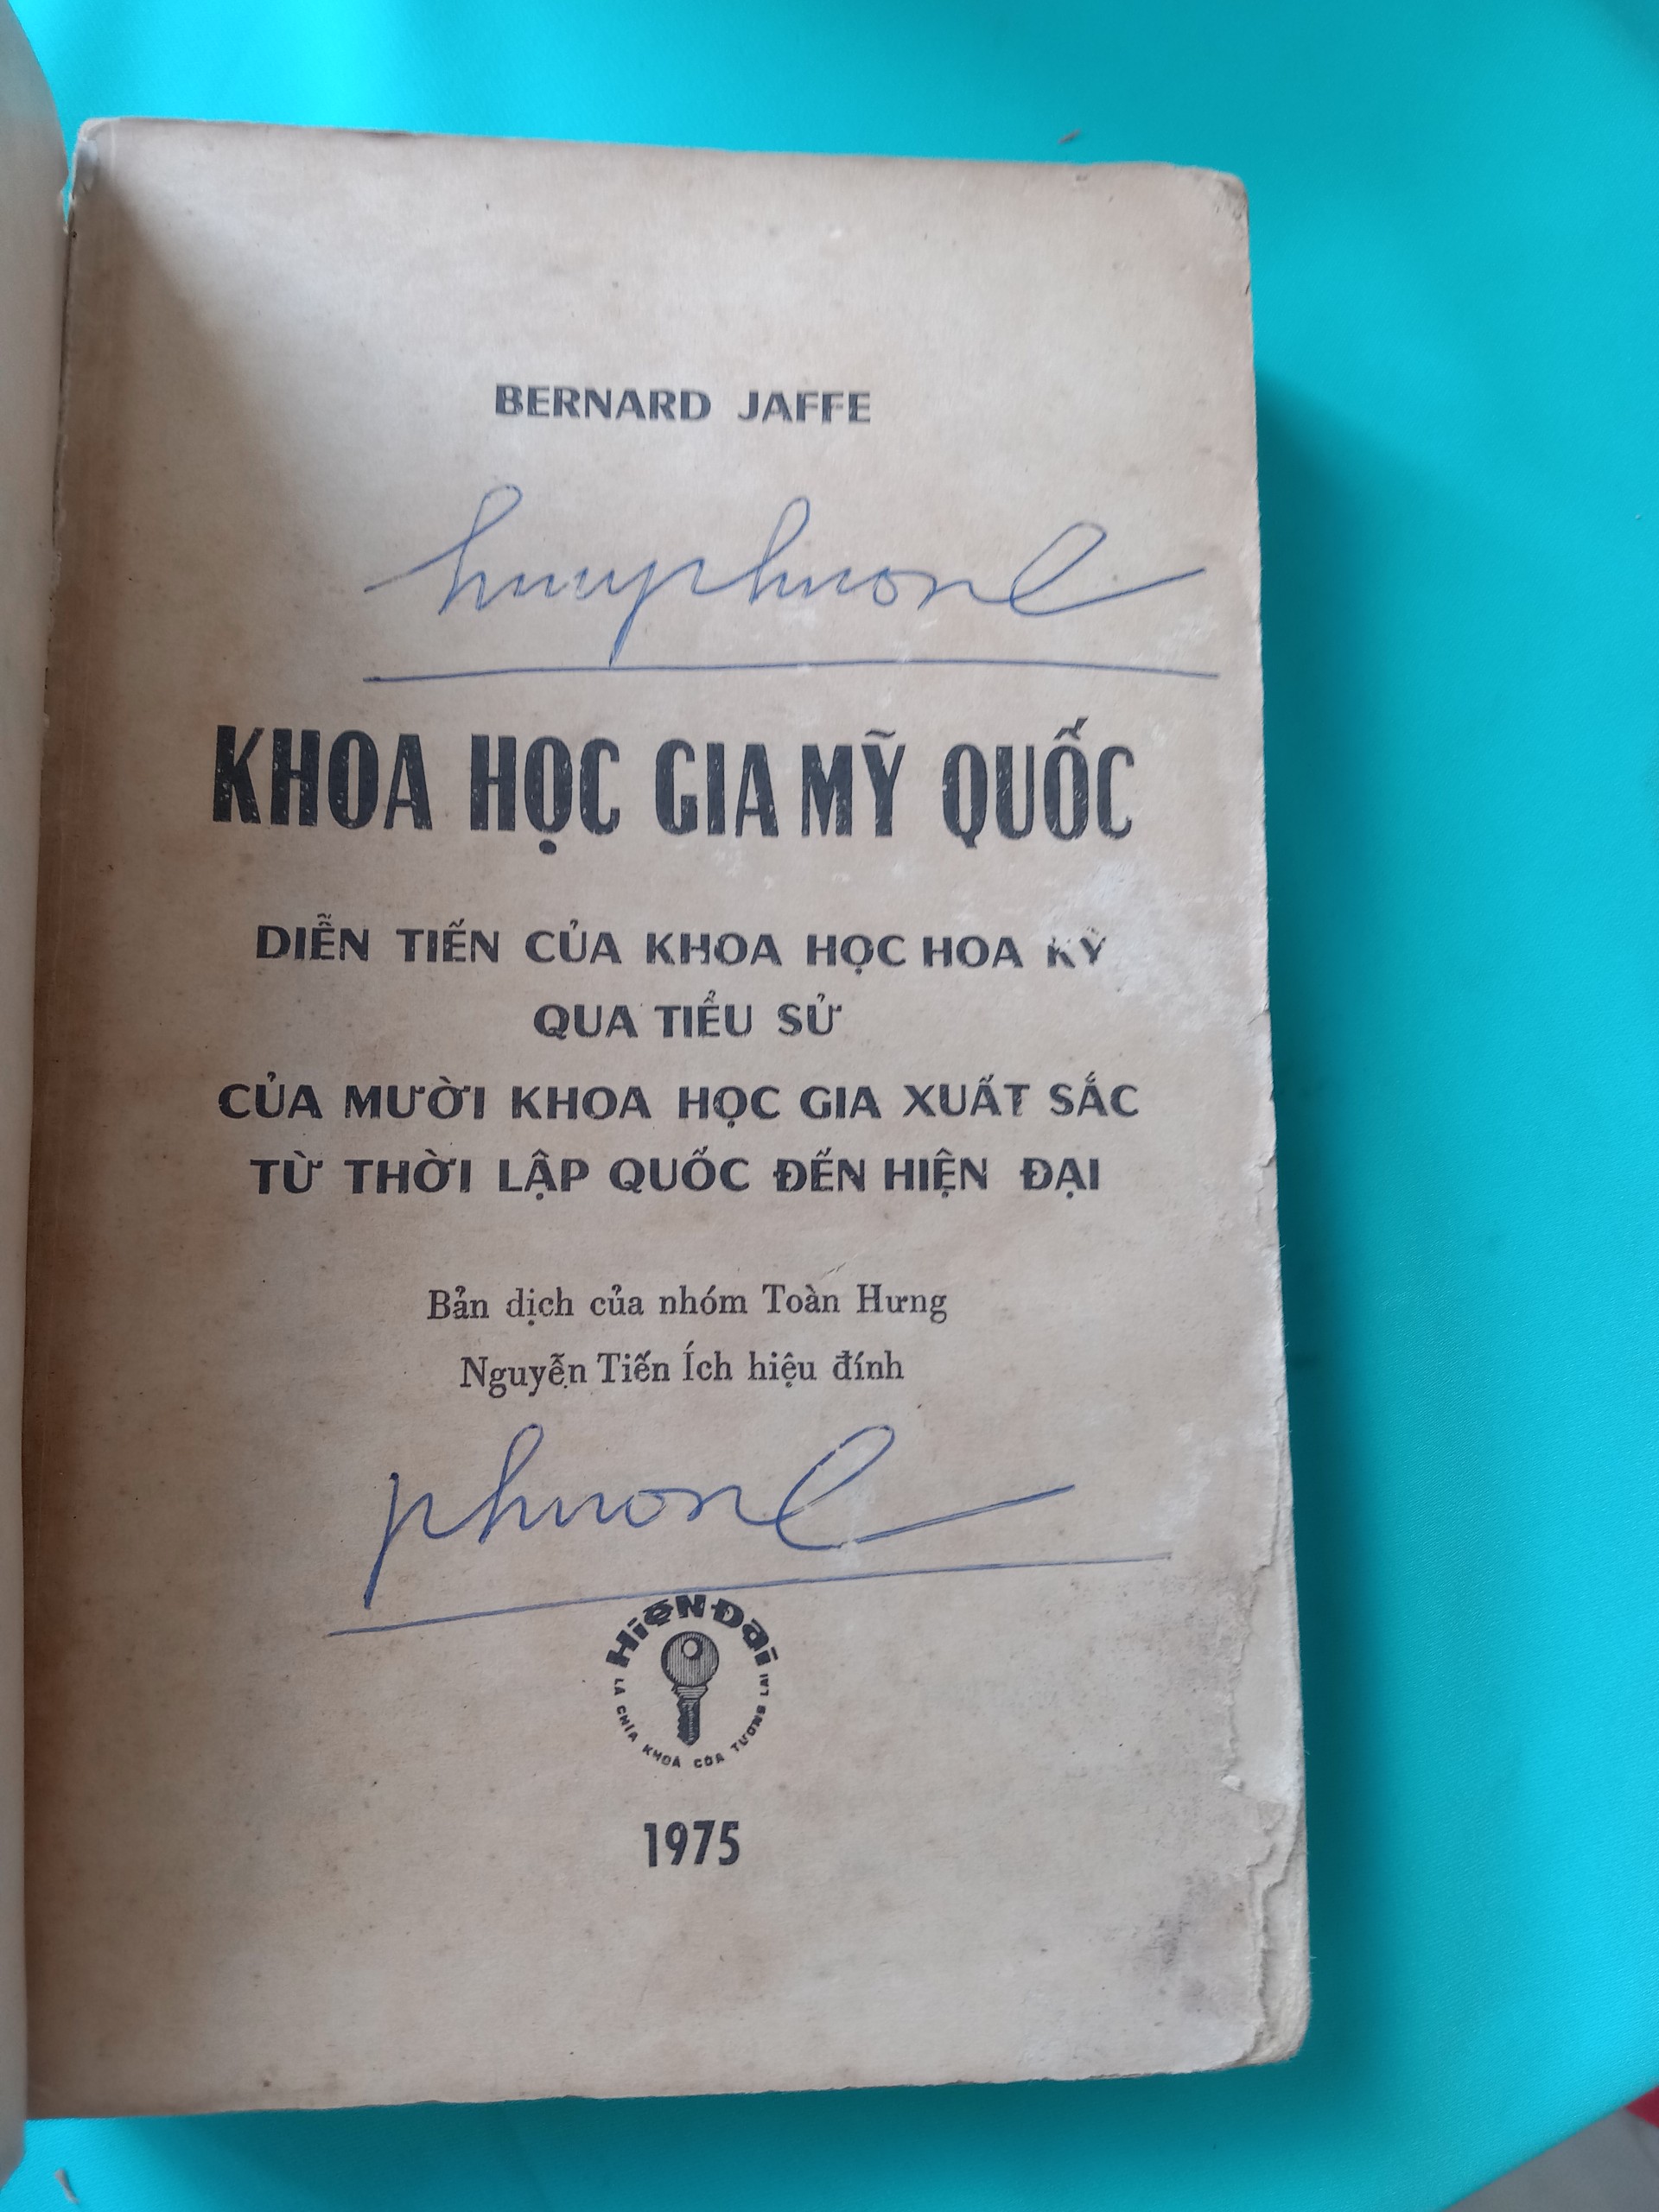 BERNARD JAFFE
huyphuong
KHOA HỌC GIA MỸ QUỐC
DIỄN TIẾN CỦA KHOA HỌC HOA KỲ
QUA TIỂU SỬ
CỦA MƯỜI KHOA HỌC GIA XUẤT SẮC
TỪ THỜI LẬP QUỐC ĐẾN HIỆN ĐẠI
Bản dịch của nhóm Toàn Hưng
Nguyễn Tiến Ích hiệu đính
phuong
HIỆN ĐẠI
LÀ CHÌA KHOÁ CỦA TƯƠNG LAI
1975